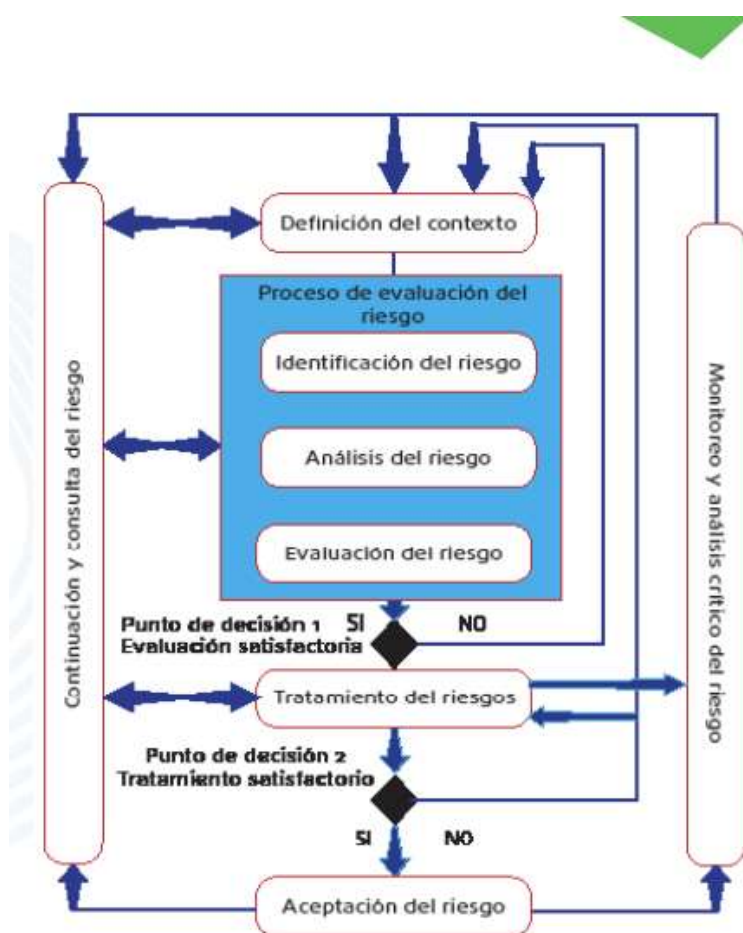 Definición del contexto
Proceso de evaluación del
riesgo
Identificación del riesgo
Análisis del riesgo
Evaluación del riesgo
Punto de decisión 1
Evaluación satisfactoria
SI
NO
Tratamiento del riesgos
Punto de decisión 2
Tratamiento satisfactorio
SI
NO
Aceptación del riesgo
Continuación y consulta del riesgo
Monitoreo y análisis crítico del riesgo